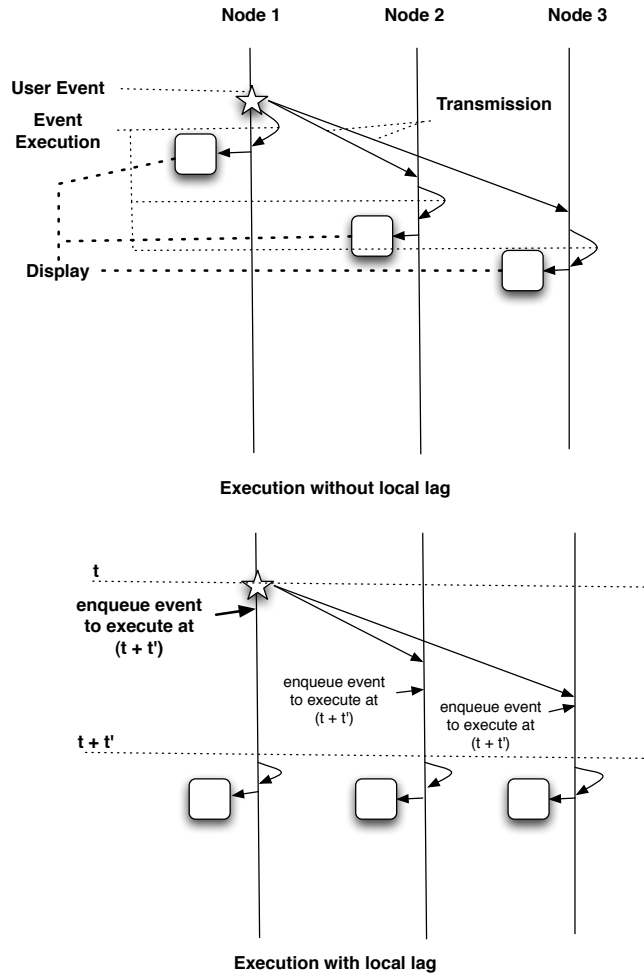 Node 1
Node 2
Node 3
User Event
Transmission
Event
Execution
Display
Execution without local lag
t
enqueue event
to execute at
(t + t')
enqueue event
to execute at
(t + t')
enqueue event
to execute at
(t + t')
t + t'
Execution with local lag